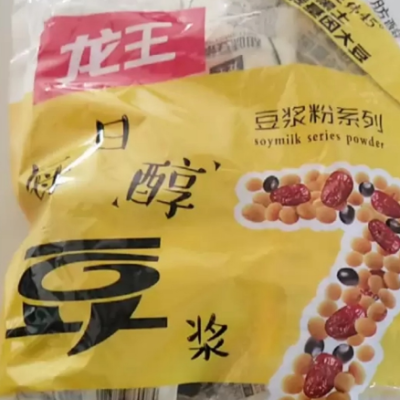 龙王
豆浆粉系列
soymilk series powder
日
醇
豆
浆